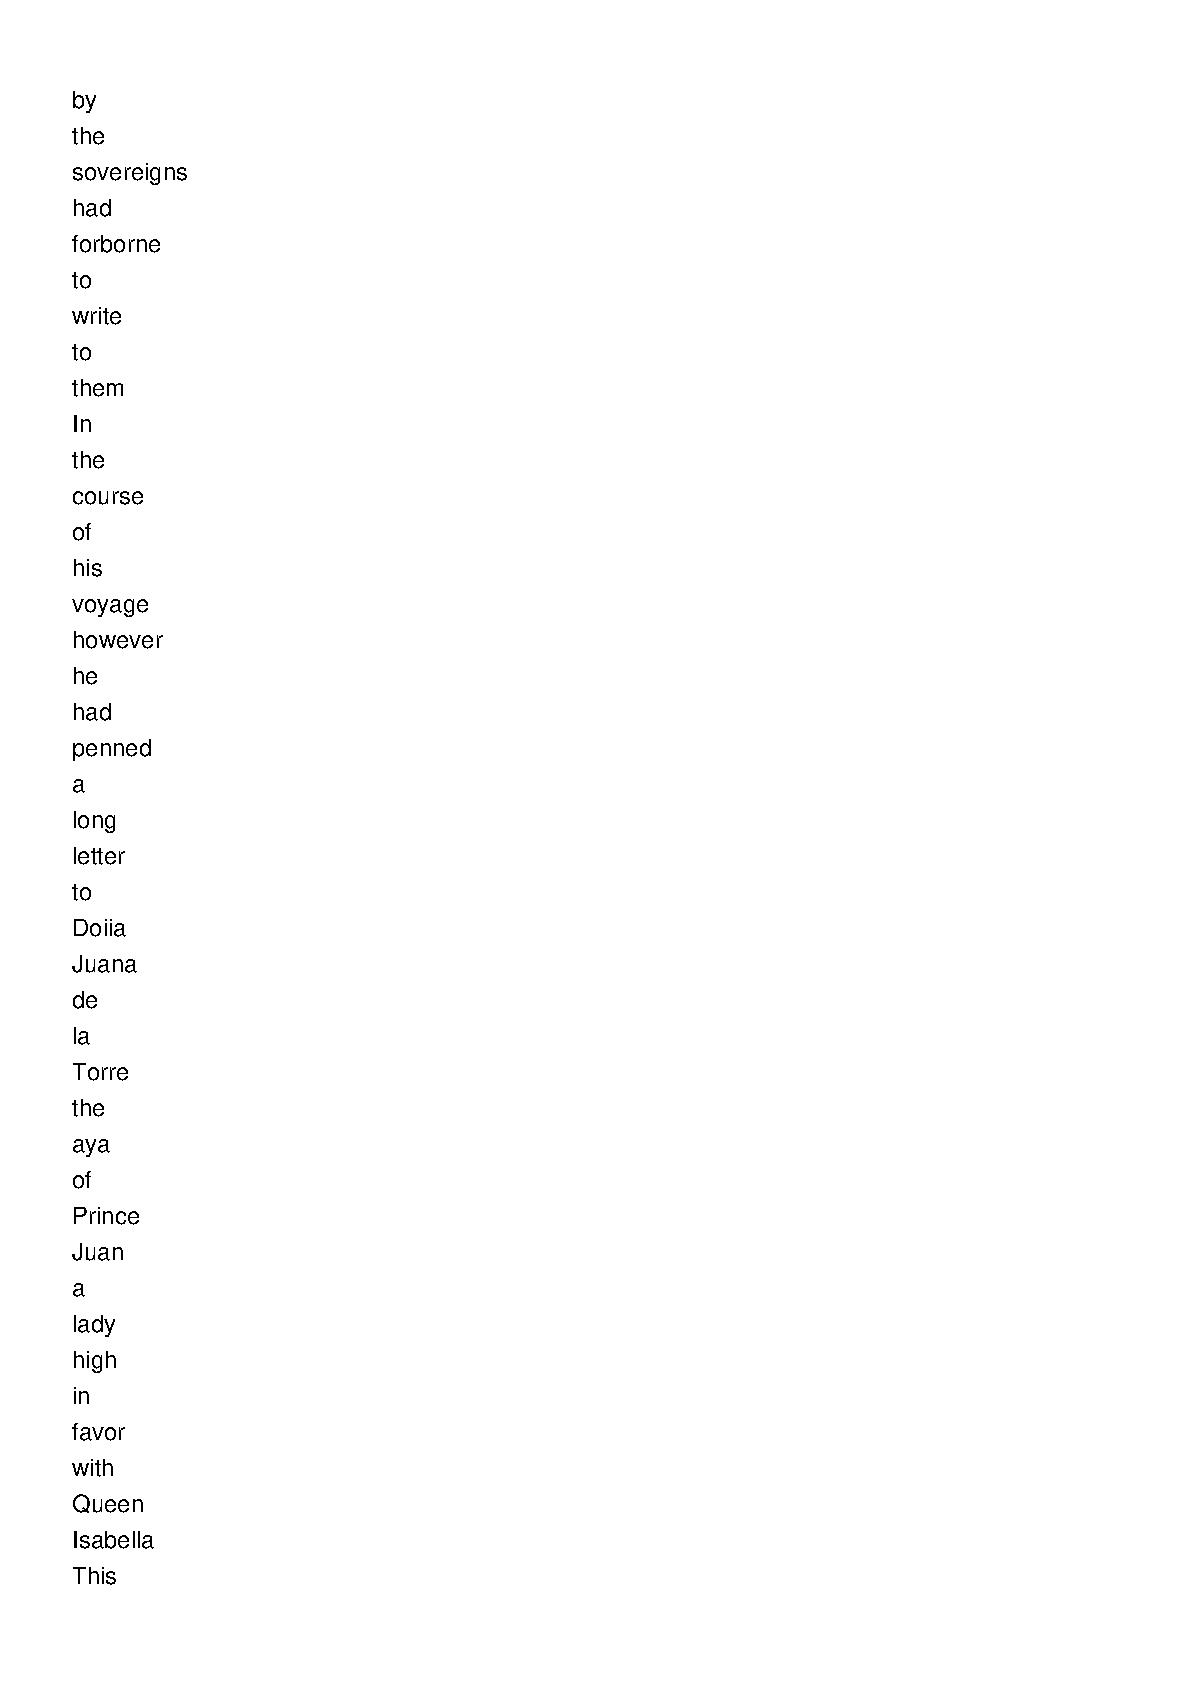 by
the
sovereigns
had
forborne
to
write
to
them
In
the
course
of
his
voyage
however
he
had
penned
a
long
letter
to
Doiia
Juana
de
la
Torre
the
aya
of
Prince
Juan
a
lady
high
in
favor
with
Queen
Isabella
This